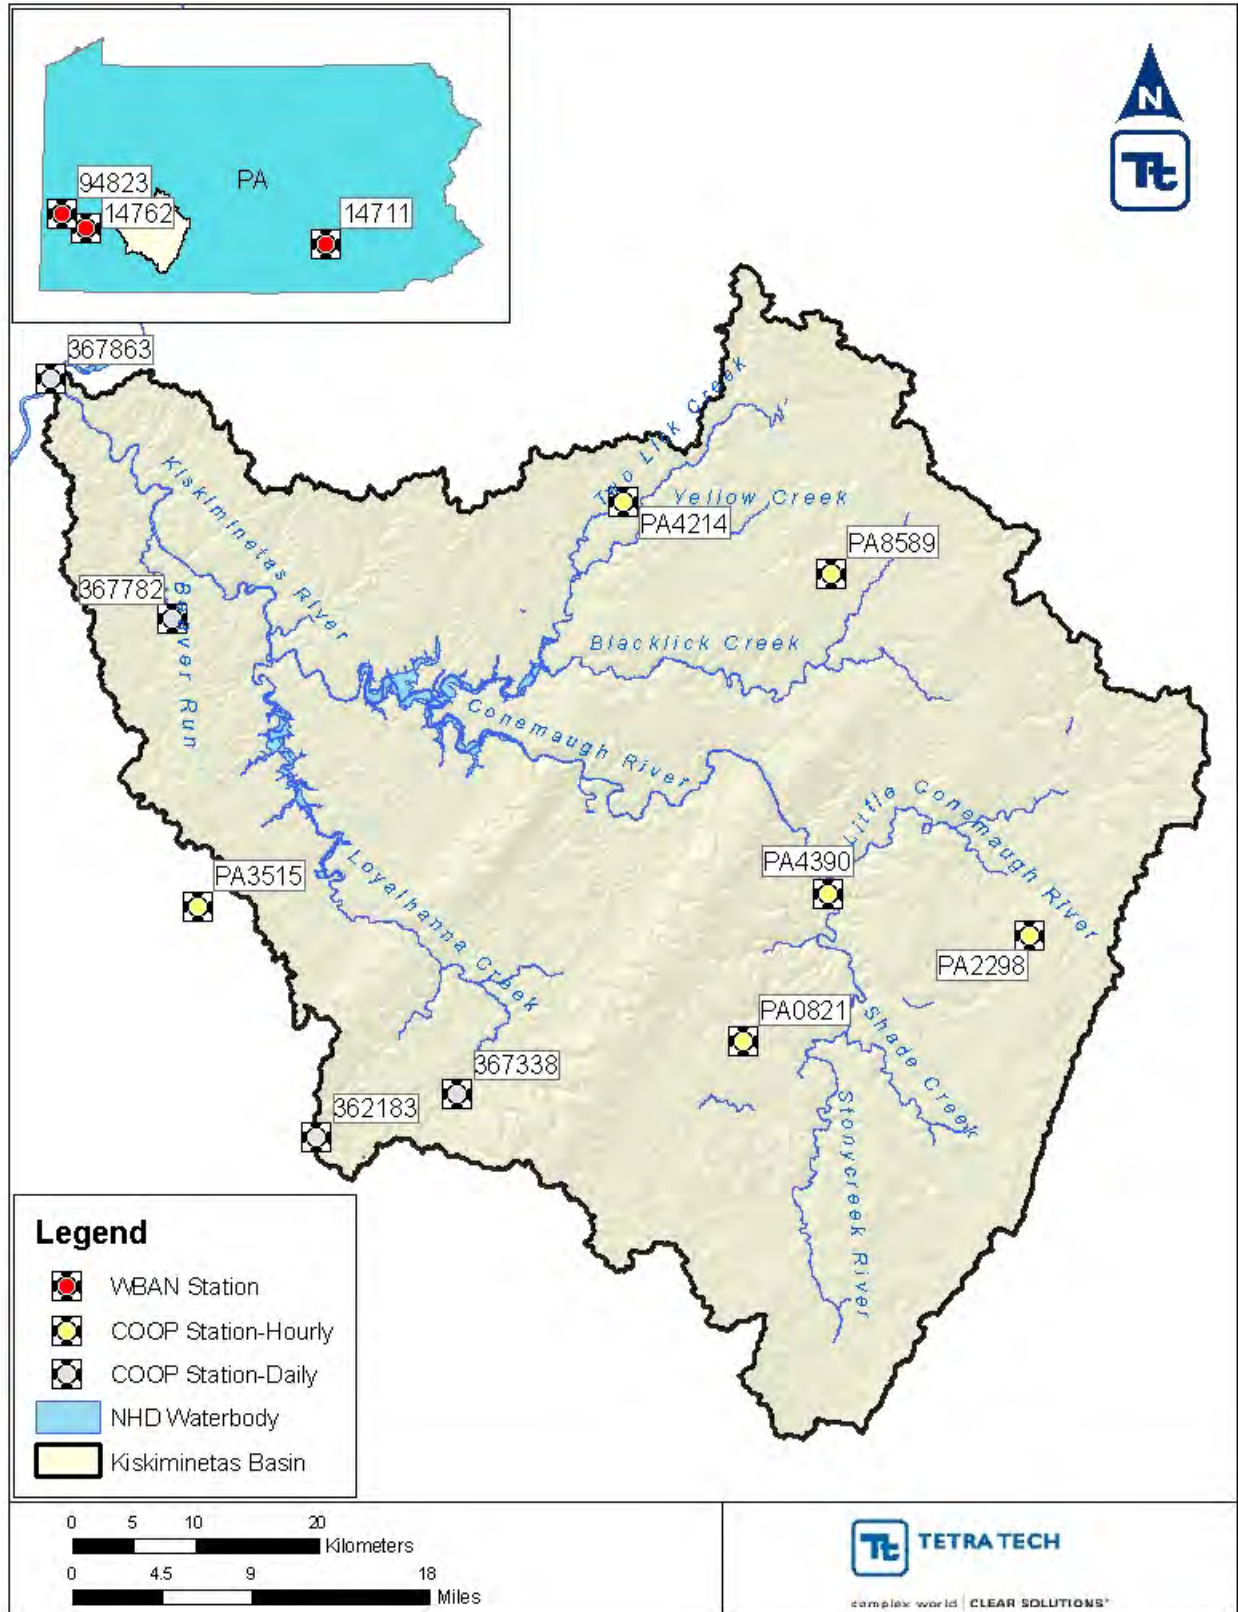 PA
94823
14762
14711
N
Tt
367863
Two Lick Creek
Kiskiminetas River
Yellow Creek
PA4214
PA8589
367782
Beaver Run
Blacklick Creek
Conemaugh River
Little Conemaugh River
PA4390
PA3515
Loyalhanna Creek
PA2298
PA0821
Shade Creek
367338
362183
Stonycreek River
Legend
WBAN Station
COOP Station-Hourly
COOP Station-Daily
NHD Waterbody
Kiskiminetas Basin
0 5 10 20
Kilometers
0 4.5 9 18
Miles
Tt TETRA TECH
complex world | CLEAR SOLUTIONS™